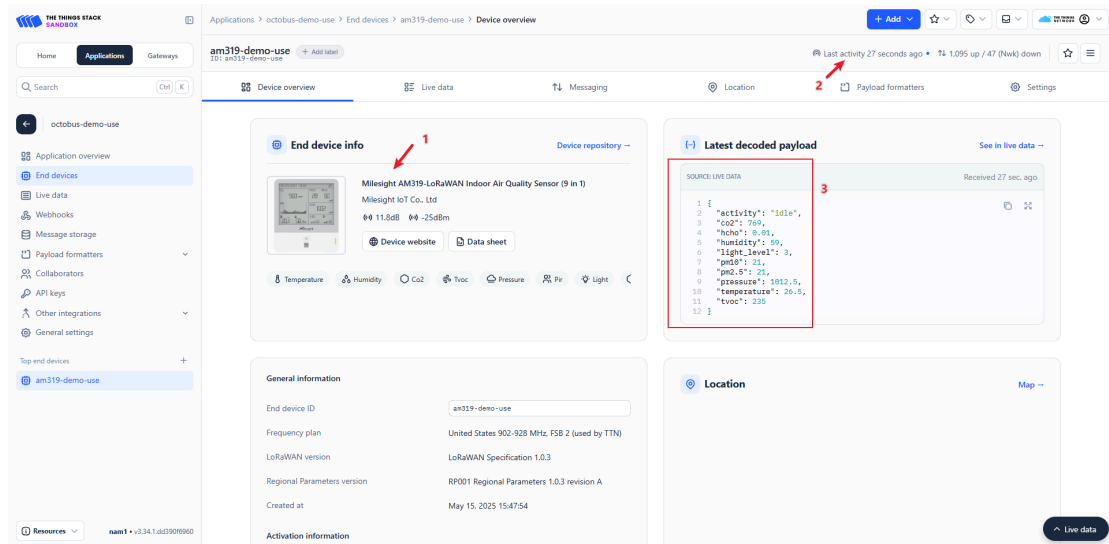 THE THINGS STACK
SANDBOX
Applications > octobus-demo-use > End devices > am319-demo-use > Device overview
+ Add
THE THINGS
NETWORK
Home
Applications
Gateways
am319-demo-use
+ Add label
ID: am319-demo-use
Last activity 27 seconds ago • 1,095 up / 47 (Nwk) down
2
Search
Ctrl K
Device overview
Live data
Messaging
Location
Payload formatters
Settings
octobus-demo-use
Application overview
End devices
Live data
Webhooks
Message storage
Payload formatters
Collaborators
API keys
Other integrations
General settings
Top end devices
+
am319-demo-use
Resources
nam1 • v3.34.1.dd390f6960
End device info
1
Device repository →
Milesight AM319-LoRaWAN Indoor Air Quality Sensor (9 in 1)
Milesight IoT Co., Ltd
11.8dB
-25dBm
Device website
Data sheet
Temperature
Humidity
Co2
Tvoc
Pressure
Pir
Light
{-} Latest decoded payload
See in live data →
SOURCE: LIVE DATA
Received 27 sec. ago
3
1 {
2 "activity": "idle",
3 "co2": 769,
4 "hcho": 0.01,
5 "humidity": 59,
6 "light_level": 3,
7 "pm10": 21,
8 "pm2.5": 21,
9 "pressure": 1012.5,
10 "temperature": 26.5,
11 "tvoc": 235
12 }
General information
End device ID
am319-demo-use
Frequency plan
United States 902-928 MHz, FSB 2 (used by TTN)
LoRaWAN version
LoRaWAN Specification 1.0.3
Regional Parameters version
RP001 Regional Parameters 1.0.3 revision A
Created at
May 15, 2025 15:47:54
Activation information
Location
Map →
Live data